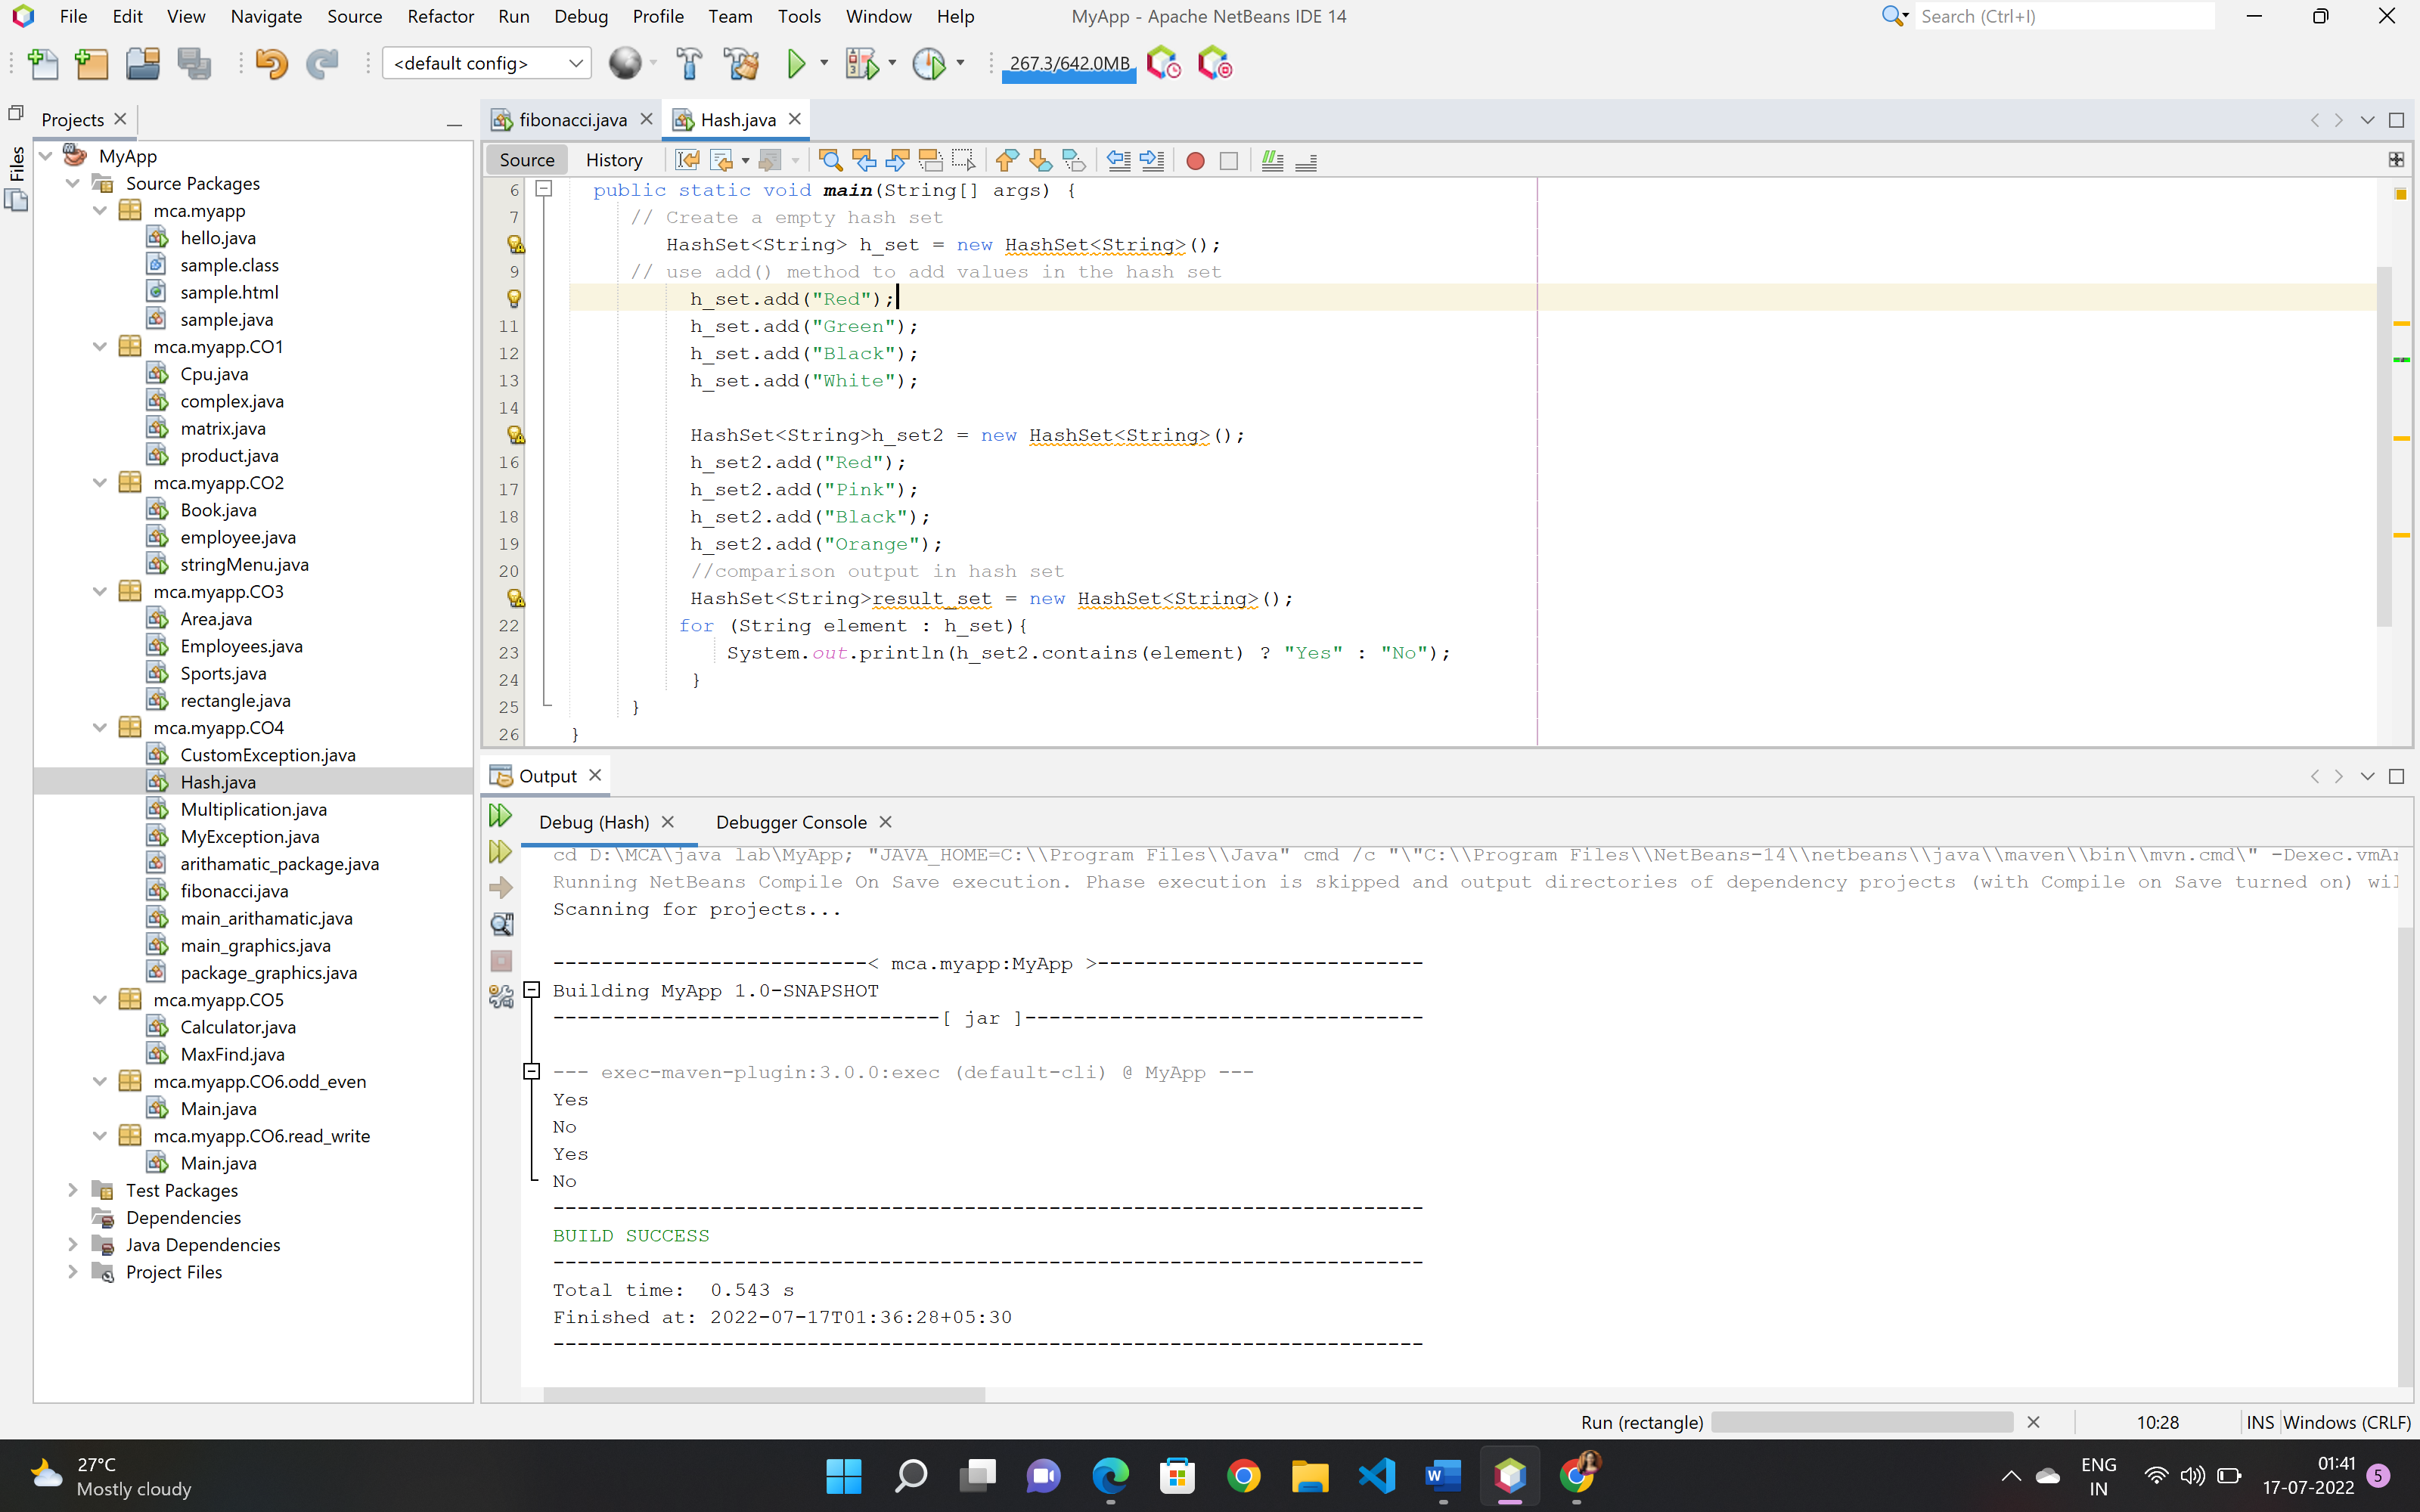 File Edit View Navigate Source Refactor Run Debug Profile Team Tools Window Help MyApp - Apache NetBeans IDE 14 Search (Ctrl+I)
<default config> 267.3/642.0MB
Projects
Files
MyApp
Source Packages
mca.myapp
hello.java
sample.class
sample.html
sample.java
mca.myapp.CO1
Cpu.java
complex.java
matrix.java
product.java
mca.myapp.CO2
Book.java
employee.java
stringMenu.java
mca.myapp.CO3
Area.java
Employees.java
Sports.java
rectangle.java
mca.myapp.CO4
CustomException.java
Hash.java
Multiplication.java
MyException.java
arithamatic_package.java
fibonacci.java
main_arithamatic.java
main_graphics.java
package_graphics.java
mca.myapp.CO5
Calculator.java
MaxFind.java
mca.myapp.CO6.odd_even
Main.java
mca.myapp.CO6.read_write
Main.java
Test Packages
Dependencies
Java Dependencies
Project Files
fibonacci.java Hash.java
Source History
6 public static void main(String[] args) {
7 // Create a empty hash set
HashSet<String> h_set = new HashSet<String>();
9 // use add() method to add values in the hash set
h_set.add("Red");
11 h_set.add("Green");
12 h_set.add("Black");
13 h_set.add("White");
14
HashSet<String>h_set2 = new HashSet<String>();
16 h_set2.add("Red");
17 h_set2.add("Pink");
18 h_set2.add("Black");
19 h_set2.add("Orange");
20 //comparison output in hash set
HashSet<String>result_set = new HashSet<String>();
22 for (String element : h_set){
23 System.out.println(h_set2.contains(element) ? "Yes" : "No");
24 }
25 }
26 }
Output
Debug (Hash) Debugger Console
cd D:\MCA\java lab\MyApp; "JAVA_HOME=C:\\Program Files\\Java" cmd /c "\"C:\\Program Files\\NetBeans-14\\netbeans\\java\\maven\\bin\\mvn.cmd\" -Dexec.vmAr
Running NetBeans Compile On Save execution. Phase execution is skipped and output directories of dependency projects (with Compile on Save turned on) wil
Scanning for projects...
--------------------------< mca.myapp:MyApp >---------------------------
Building MyApp 1.0-SNAPSHOT
--------------------------------[ jar ]---------------------------------
--- exec-maven-plugin:3.0.0:exec (default-cli) @ MyApp ---
Yes
No
Yes
No
------------------------------------------------------------------------
BUILD SUCCESS
------------------------------------------------------------------------
Total time:  0.543 s
Finished at: 2022-07-17T01:36:28+05:30
------------------------------------------------------------------------
Run (rectangle) 10:28 INS Windows (CRLF)
27°C
Mostly cloudy
ENG
IN
01:41
17-07-2022
5